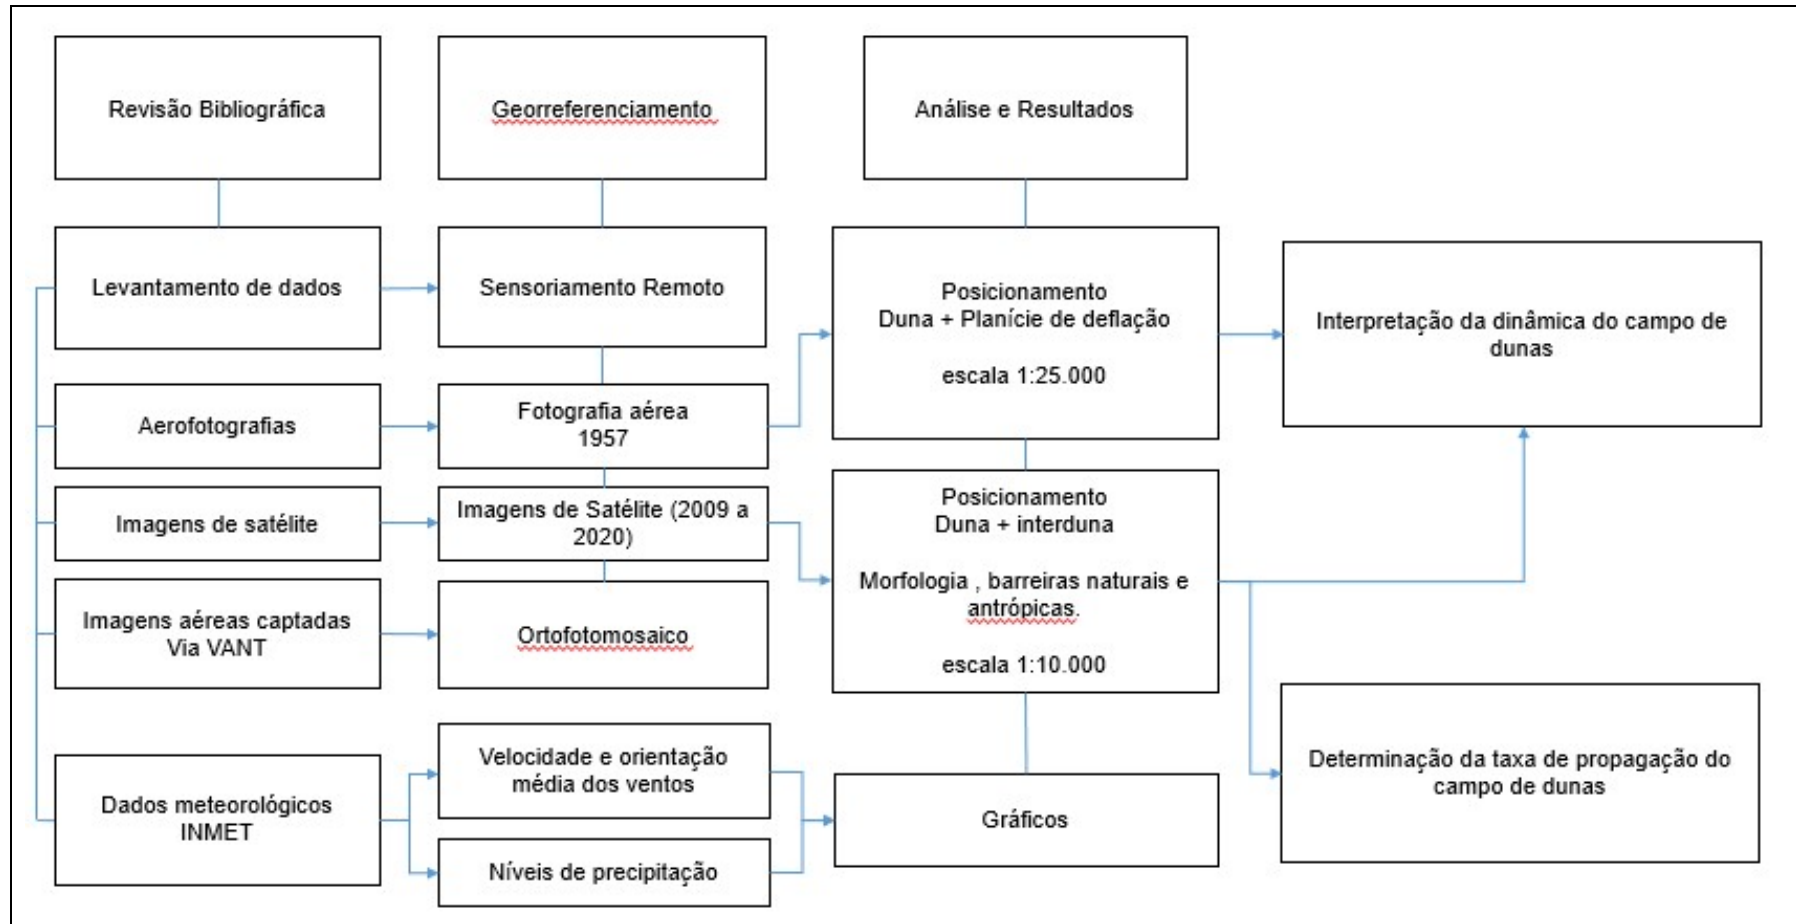 Revisão Bibliográfica
Georreferenciamento
Análise e Resultados
Levantamento de dados
Sensoriamento Remoto
Posicionamento
Duna + Planície de deflação
escala 1:25.000
Interpretação da dinâmica do campo de
dunas
Aerofotografias
Fotografia aérea
1957
Imagens de satélite
Imagens de Satélite (2009 a
2020)
Posicionamento
Duna + interduna
Morfologia , barreiras naturais e
antrópicas.
escala 1:10.000
Imagens aéreas captadas
Via VANT
Ortofotomosaico
Dados meteorológicos
INMET
Velocidade e orientação
média dos ventos
Níveis de precipitação
Gráficos
Determinação da taxa de propagação do
campo de dunas